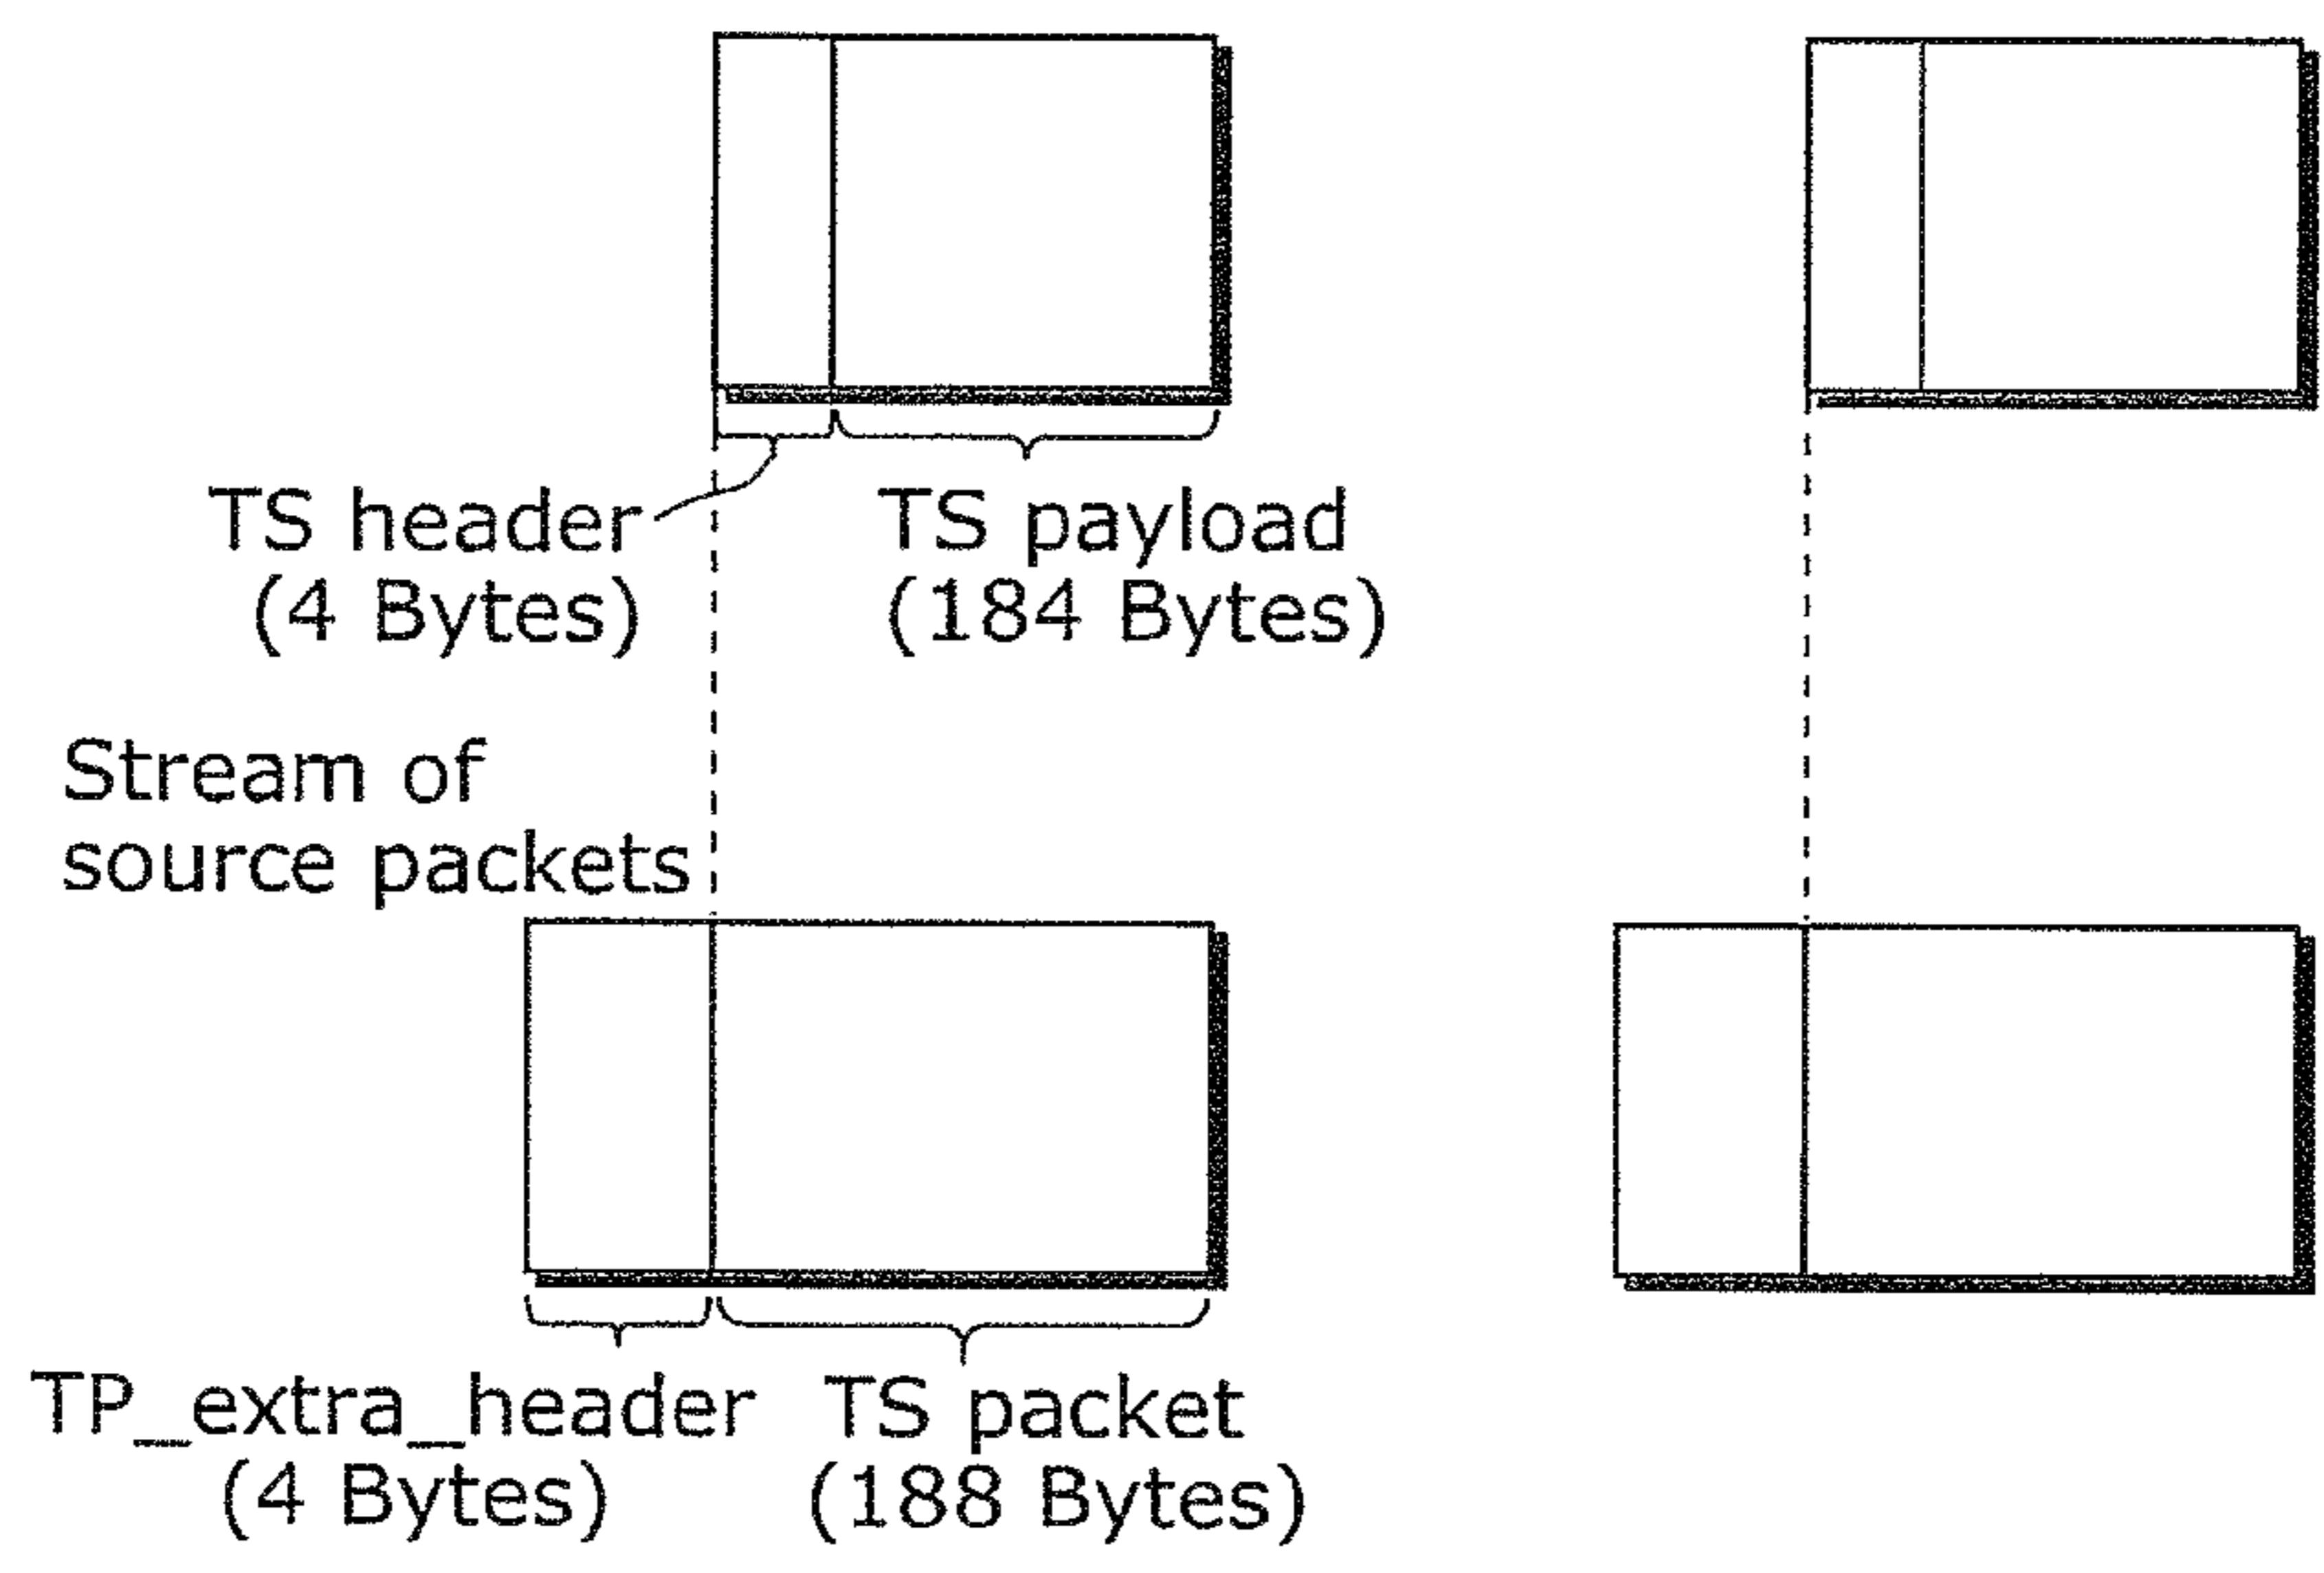 TS header
(4 Bytes)
TS payload
(184 Bytes)
Stream of
source packets
TP_extra_header
(4 Bytes)
TS packet
(188 Bytes)